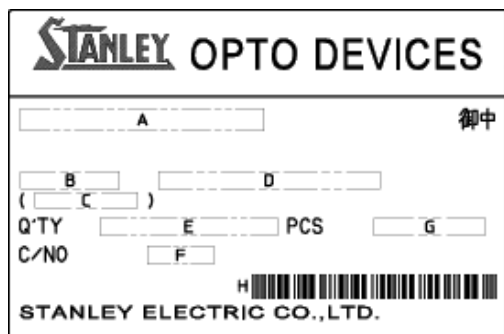 STANLEY OPTO DEVICES
A 御中
B D
( C )
Q'TY E PCS G
C/NO F
H
STANLEY ELECTRIC CO.,LTD.